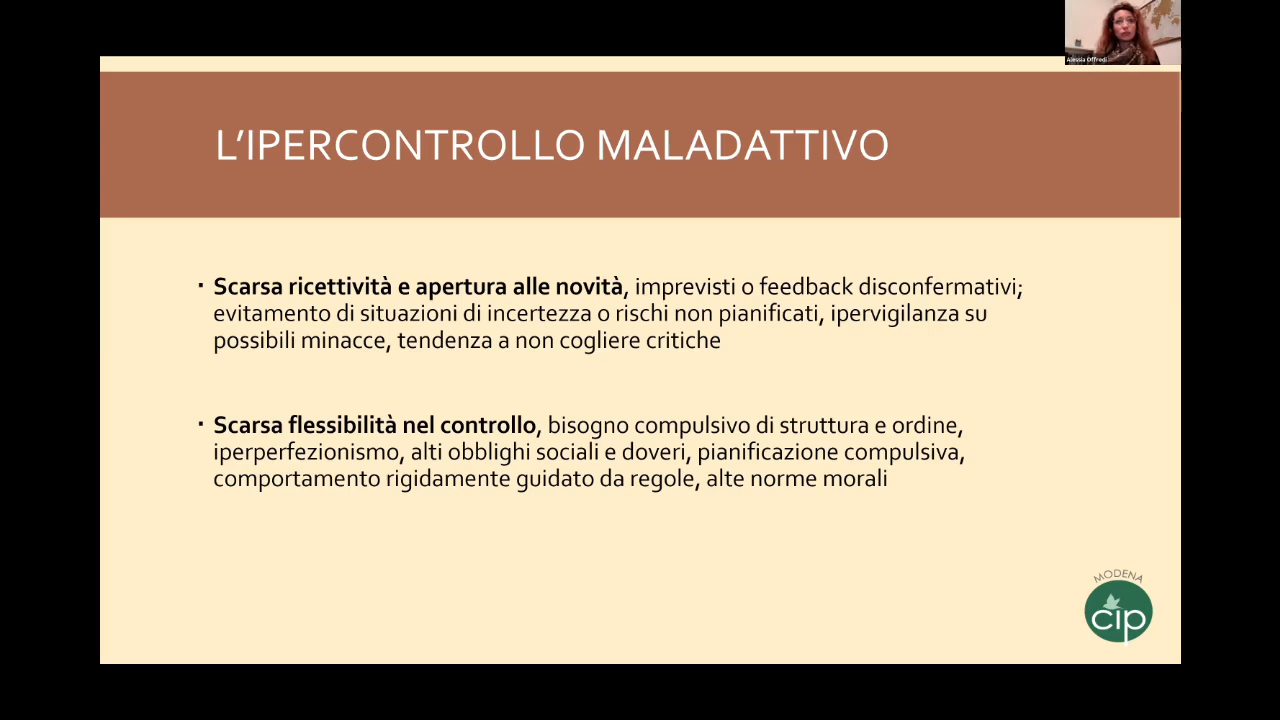 Alessia Offredi
L'IPERCONTROLLO MALADATTIVO
▪ Scarsa ricettività e apertura alle novità, imprevisti o feedback disconfermativi;
evitamento di situazioni di incertezza o rischi non pianificati, ipervigilanza su
possibili minacce, tendenza a non cogliere critiche
▪ Scarsa flessibilità nel controllo, bisogno compulsivo di struttura e ordine,
iperperfezionismo, alti obblighi sociali e doveri, pianificazione compulsiva,
comportamento rigidamente guidato da regole, alte norme morali
MODENA
cip